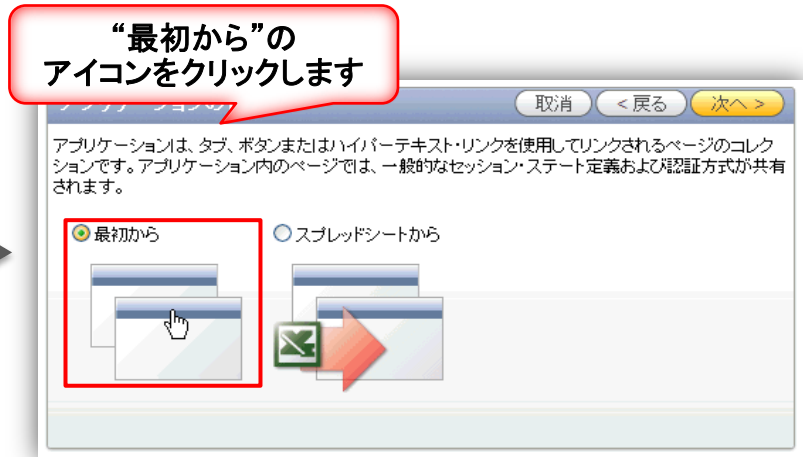 “最初から”の
アイコンをクリックします
取消
<戻る
次へ>
アプリケーションは、タブ、ボタンまたはハイパーテキスト・リンクを使用してリンクされるページのコレク
ションです。アプリケーション内のページでは、一般的なセッション・ステート定義および認証方式が共有
されます。
最初から
スプレッドシートから